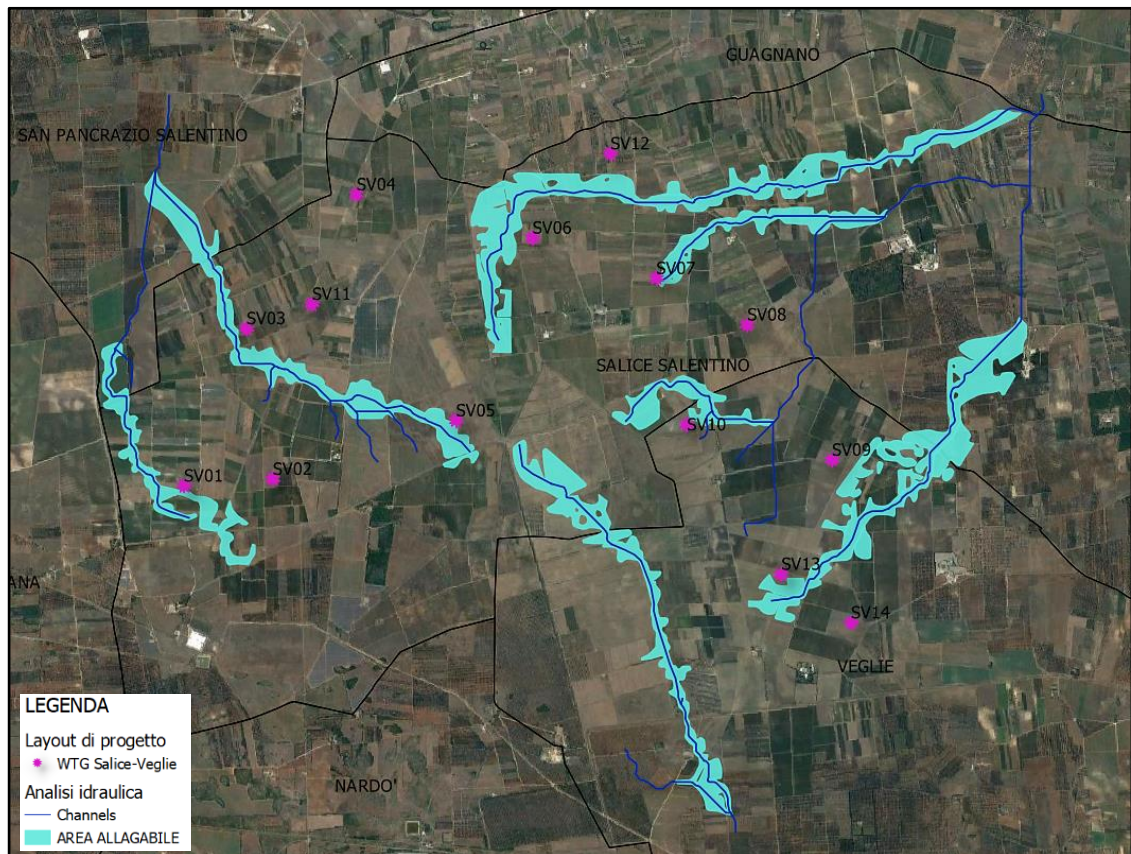 GUAGNANO
SAN PANCRAZIO SALENTINO
SV12
SV04
SV06
SV07
SV11
SV03
SV08
SALICE SALENTINO
SV05
SV10
SV09
SV01
SV02
SV13
ANA
SV14
VEGLIE
NARDO'
LEGENDA
Layout di progetto
WTG Salice-Veglie
Analisi idraulica
Channels
AREA ALLAGABILE